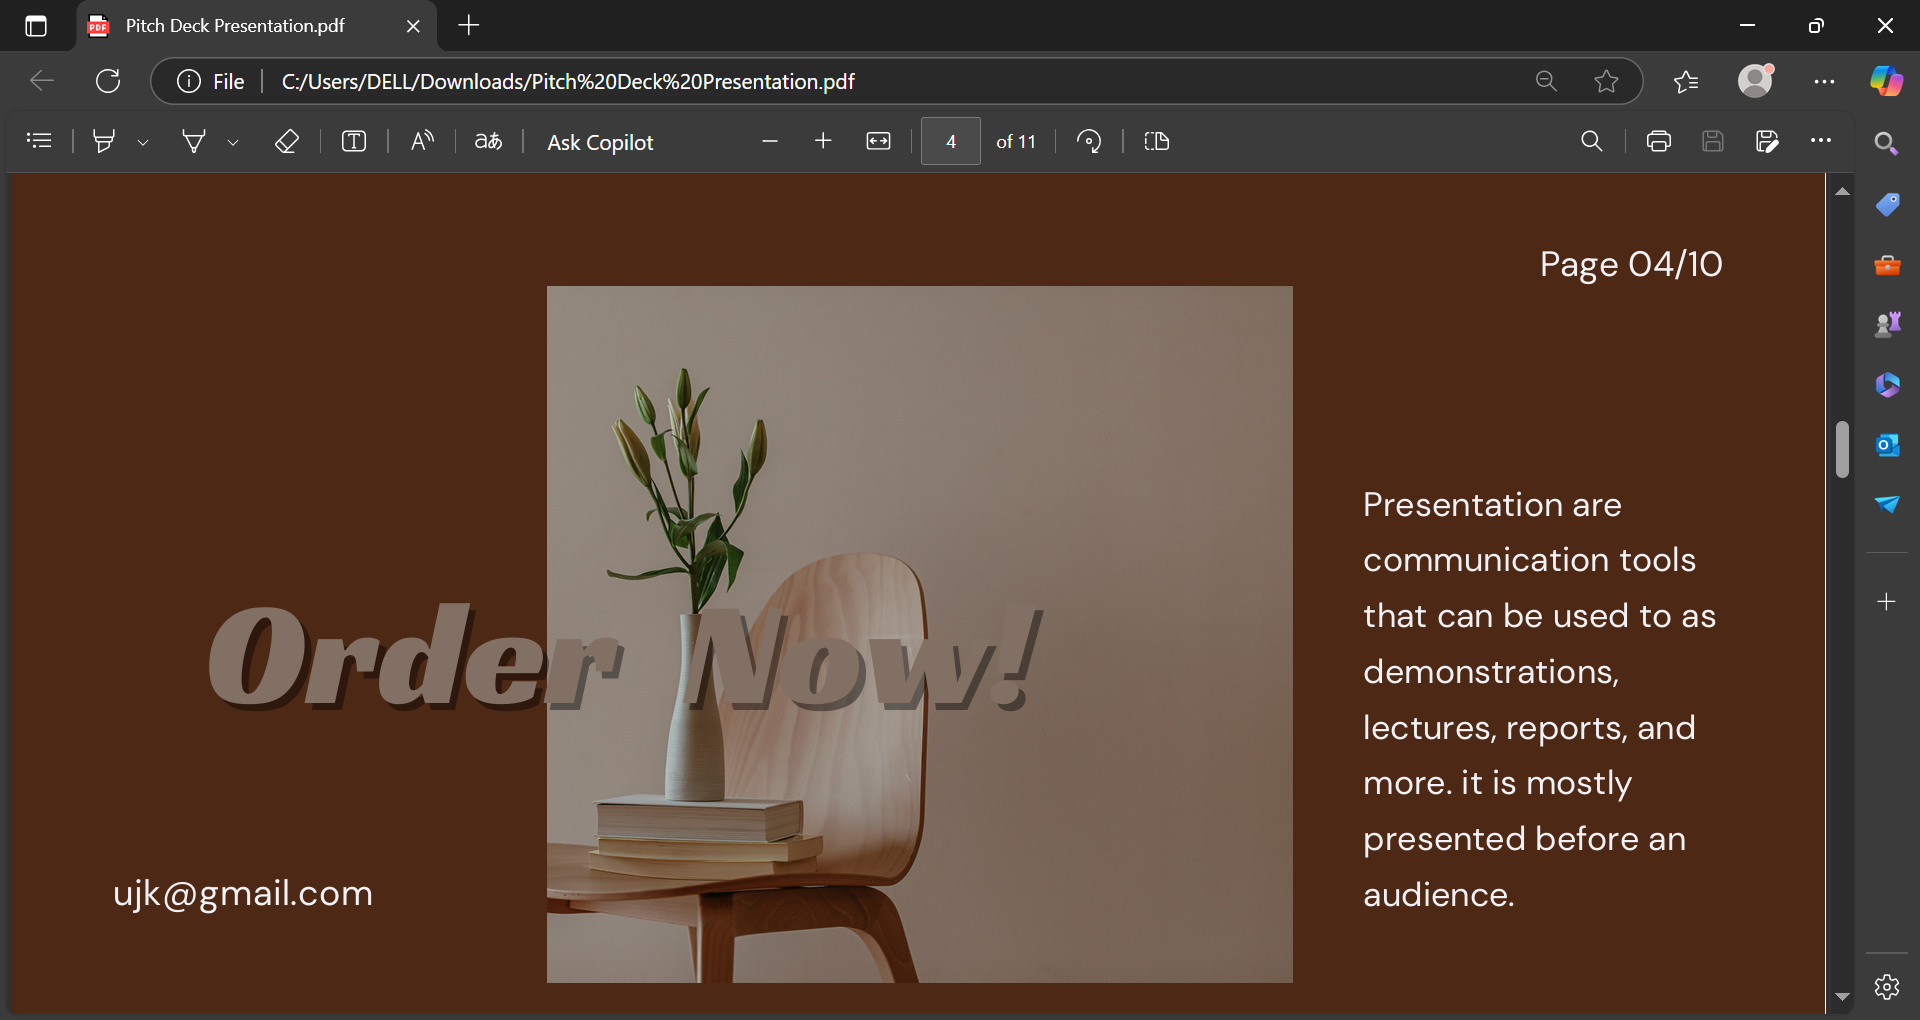 Pitch Deck Presentation.pdf
File
C:/Users/DELL/Downloads/Pitch%20Deck%20Presentation.pdf
Ask Copilot
4 of 11
Page 04/10
Order Now!
Presentation are
communication tools
that can be used to as
demonstrations,
lectures, reports, and
more. it is mostly
presented before an
audience.
ujk@gmail.com